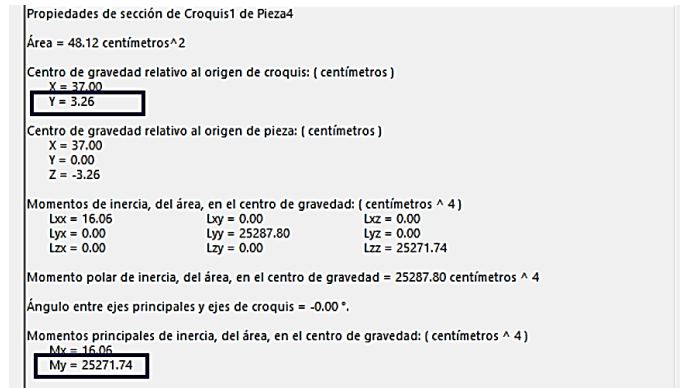 Propiedades de sección de Croquis1 de Pieza4
Área = 48.12 centímetros^2
Centro de gravedad relativo al origen de croquis: ( centímetros )
X = 37.00
Y = 3.26
Centro de gravedad relativo al origen de pieza: ( centímetros )
X = 37.00
Y = 0.00
Z = -3.26
Momentos de inercia, del área, en el centro de gravedad: ( centímetros ^ 4 )
Lxx = 16.06 Lxy = 0.00 Lxz = 0.00
Lyx = 0.00 Lyy = 25287.80 Lyz = 0.00
Lzx = 0.00 Lzy = 0.00 Lzz = 25271.74
Momento polar de inercia, del área, en el centro de gravedad = 25287.80 centímetros ^ 4
Ángulo entre ejes principales y ejes de croquis = -0.00 °.
Momentos principales de inercia, del área, en el centro de gravedad: ( centímetros ^ 4 )
Mx = 16.06
My = 25271.74